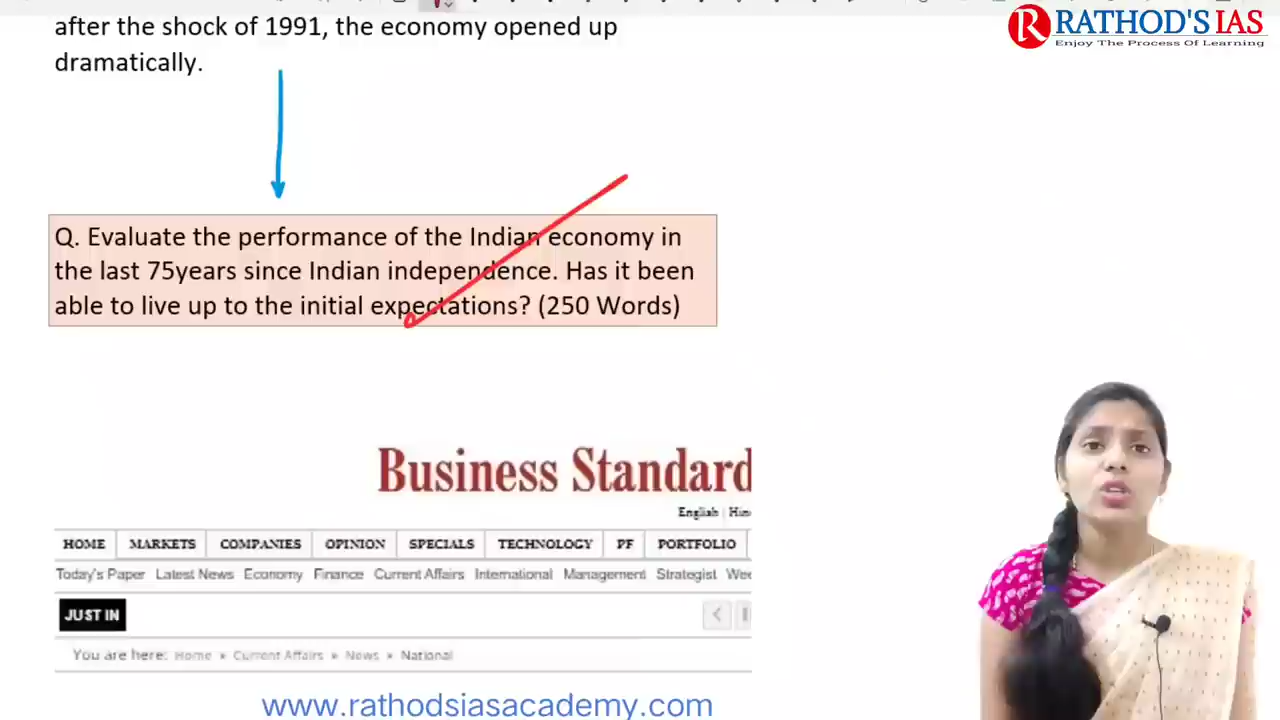 after the shock of 1991, the economy opened up
dramatically.
RATHOD'S IAS
Enjoy The Process Of Learning
Q. Evaluate the performance of the Indian economy in
the last 75years since Indian independence. Has it been
able to live up to the initial expectations? (250 Words)
Business Standard
English | Hin
HOME MARKETS COMPANIES OPINION SPECIALS TECHNOLOGY PF PORTFOLIO
Today's Paper Latest News Economy Finance Current Affairs International Management Strategist Wee
JUST IN
You are here: Home » Current Affairs » News » National
www.rathodsiasacademy.com